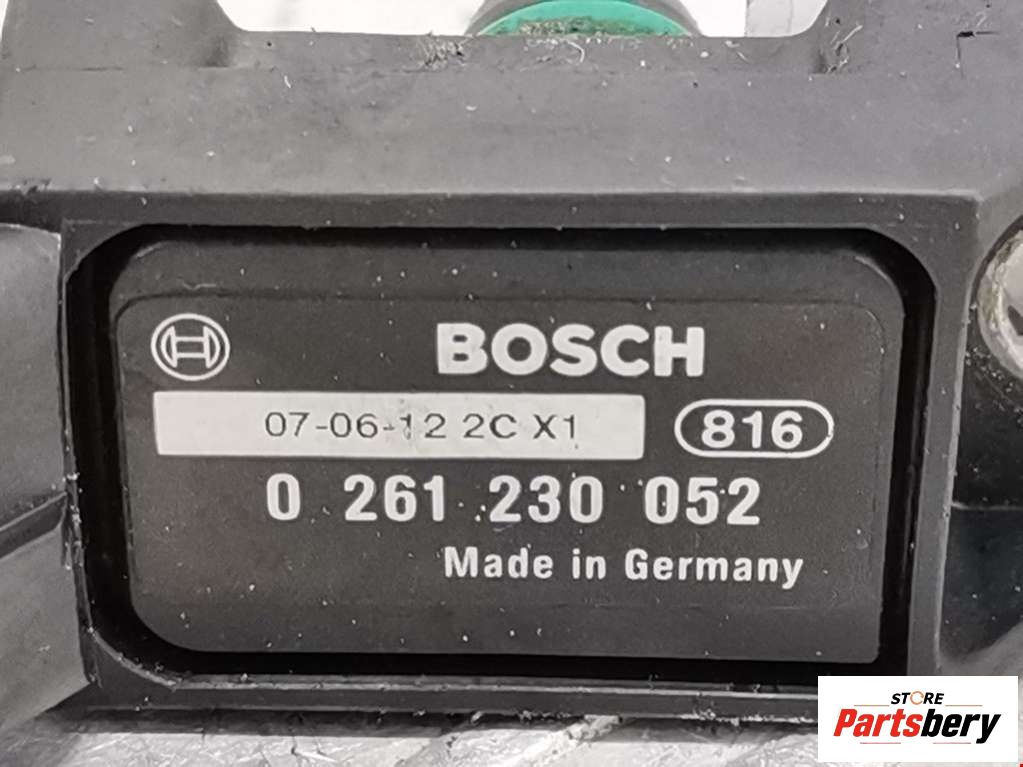 BOSCH
07-06-12 2C X1
816
0 261 230 052
Made in Germany
STORE
Partsbery